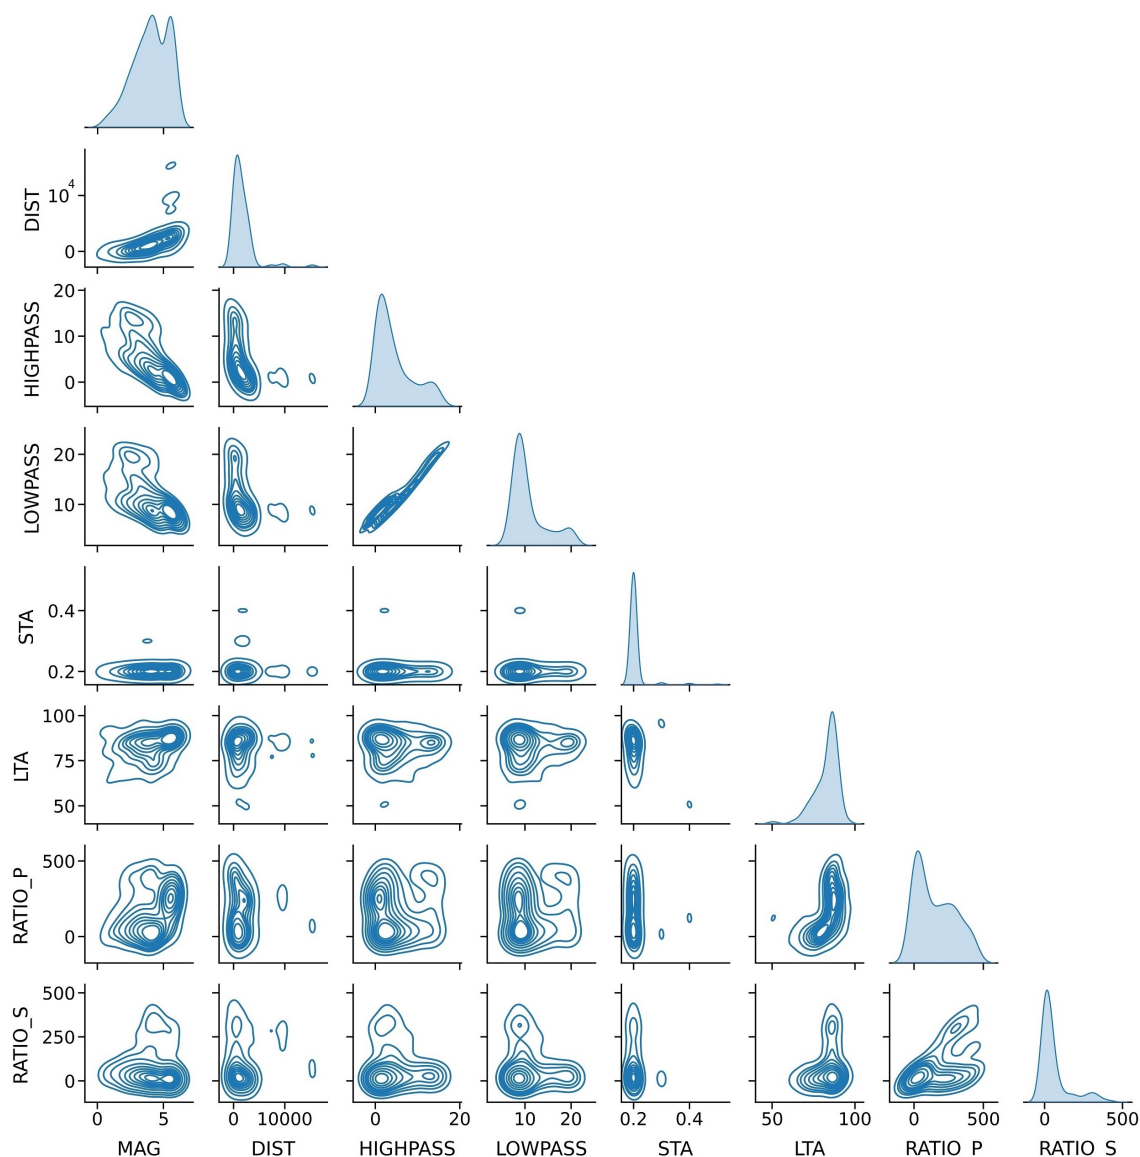 DIST
10^4
0
HIGHPASS
20
10
0
LOWPASS
20
10
STA
0.4
0.2
LTA
100
75
50
RATIO_P
500
0
RATIO_S
500
250
0
0 5 0 10000 0 20 10 20 0.2 0.4 50 100 0 500 0 500
MAG DIST HIGHPASS LOWPASS STA LTA RATIO P RATIO S